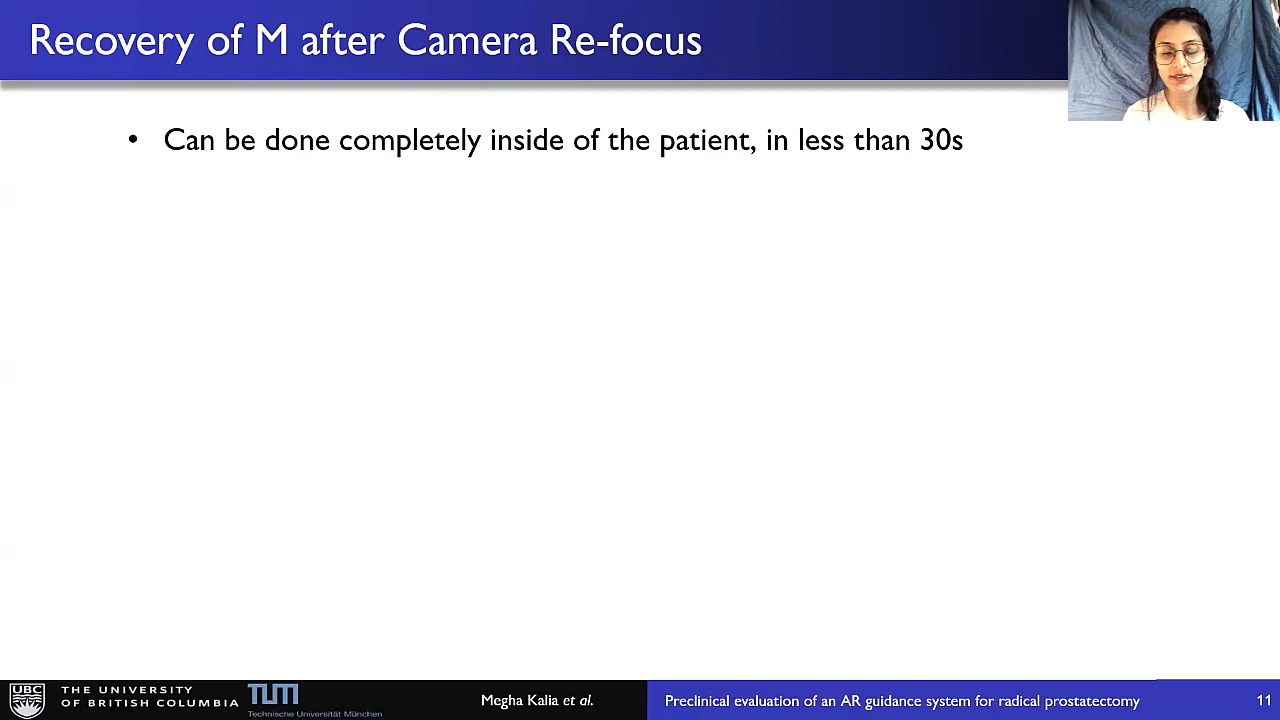 Recovery of M after Camera Re-focus
• Can be done completely inside of the patient, in less than 30s
UBC
THE UNIVERSITY
OF BRITISH COLUMBIA
TUM
Technische Universität München
Megha Kalia et al.
Preclinical evaluation of an AR guidance system for radical prostatectomy
11